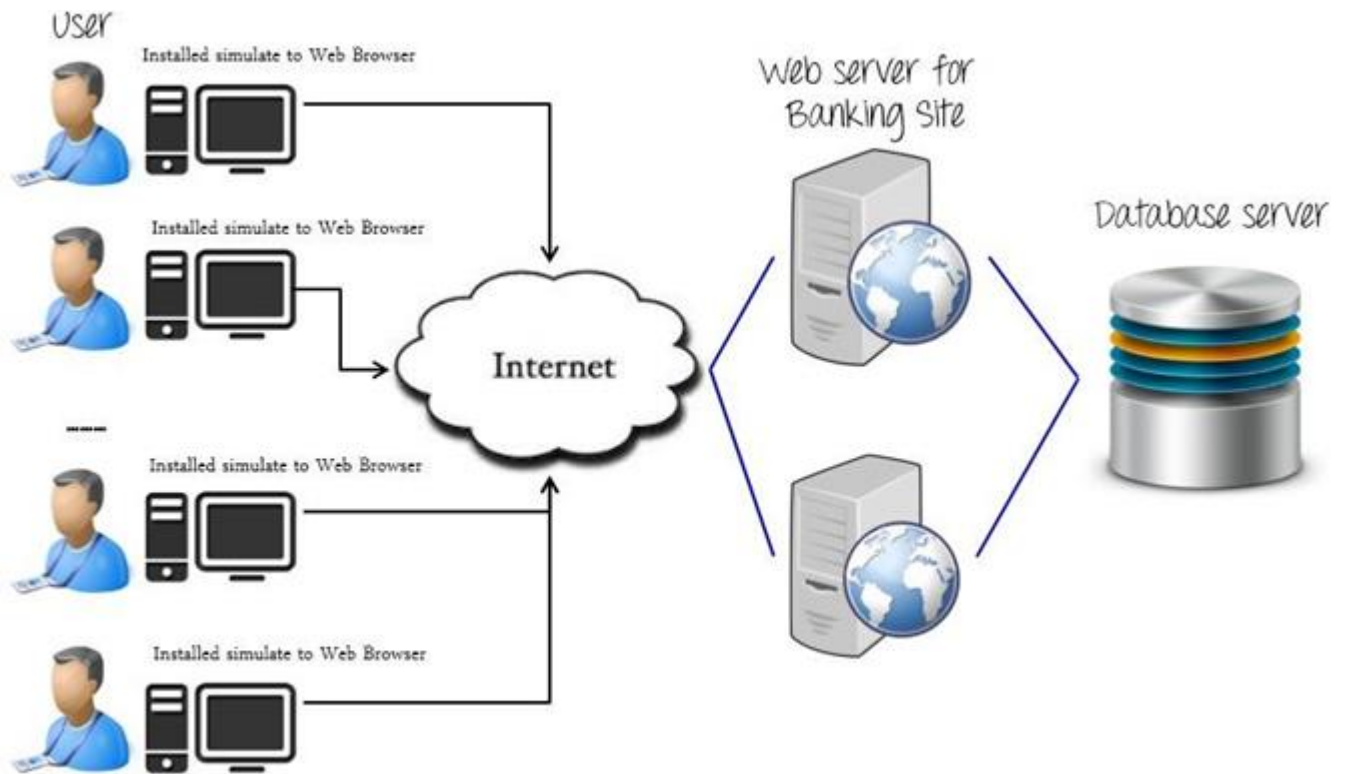 User
Installed simulate to Web Browser
Installed simulate to Web Browser
---
Installed simulate to Web Browser
Installed simulate to Web Browser
Internet
Web server for
Banking Site
Database server